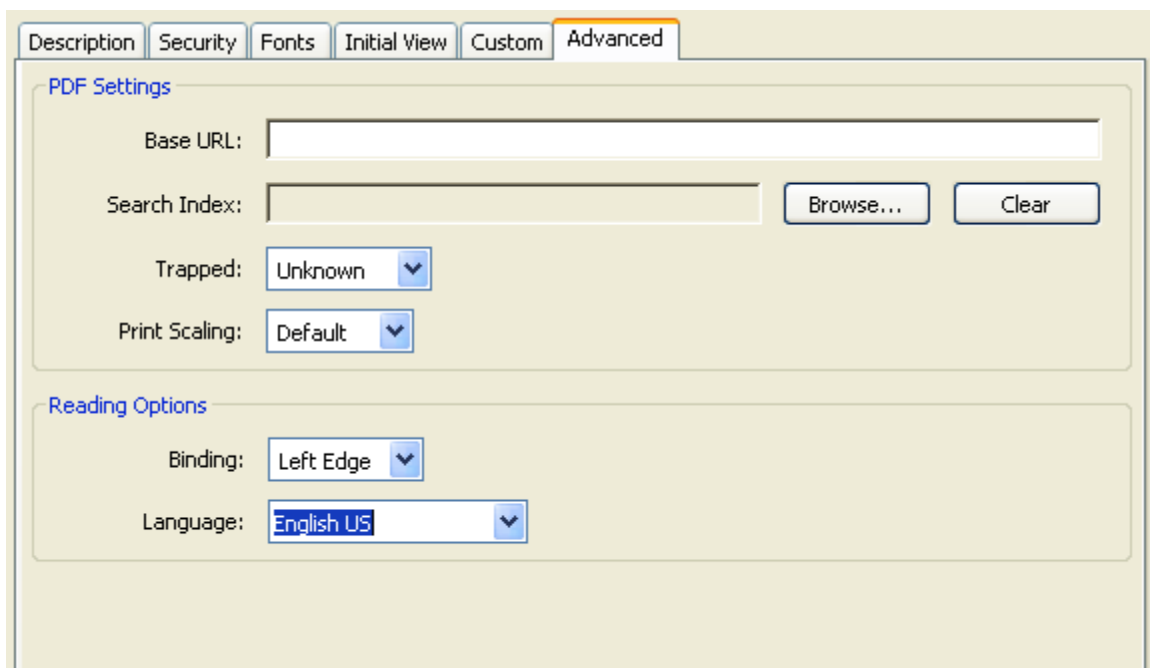 Description Security Fonts Initial View Custom Advanced
PDF Settings
Base URL:
Search Index: Browse... Clear
Trapped: Unknown
Print Scaling: Default
Reading Options
Binding: Left Edge
Language: English US